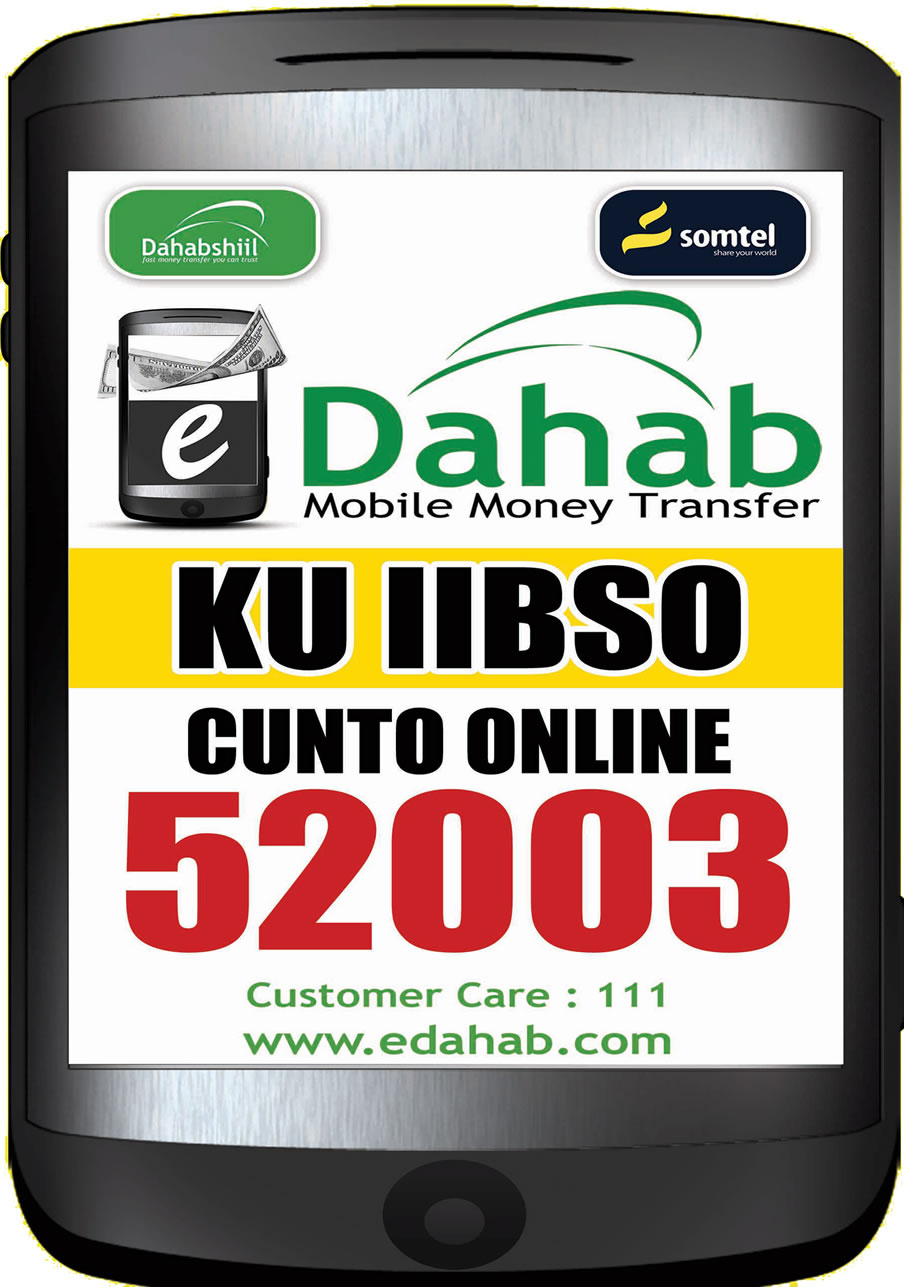 Dahabshiil
fast money transfer you can trust
somtel
share your world
e
Dahab
Mobile Money Transfer
KU IIBSO
CUNTO ONLINE
52003
Customer Care : 111
www.edahab.com